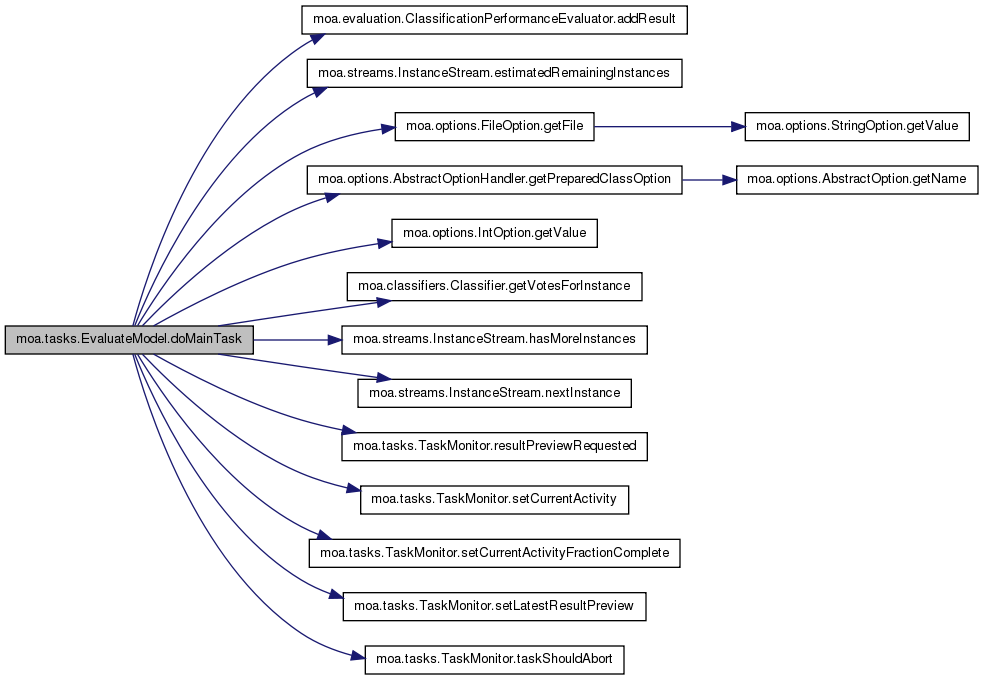 moa.evaluation.ClassificationPerformanceEvaluator.addResult
moa.streams.InstanceStream.estimatedRemainingInstances
moa.options.FileOption.getFile
moa.options.StringOption.getValue
moa.options.AbstractOptionHandler.getPreparedClassOption
moa.options.AbstractOption.getName
moa.options.IntOption.getValue
moa.classifiers.Classifier.getVotesForInstance
moa.tasks.EvaluateModel.doMainTask
moa.streams.InstanceStream.hasMoreInstances
moa.streams.InstanceStream.nextInstance
moa.tasks.TaskMonitor.resultPreviewRequested
moa.tasks.TaskMonitor.setCurrentActivity
moa.tasks.TaskMonitor.setCurrentActivityFractionComplete
moa.tasks.TaskMonitor.setLatestResultPreview
moa.tasks.TaskMonitor.taskShouldAbort